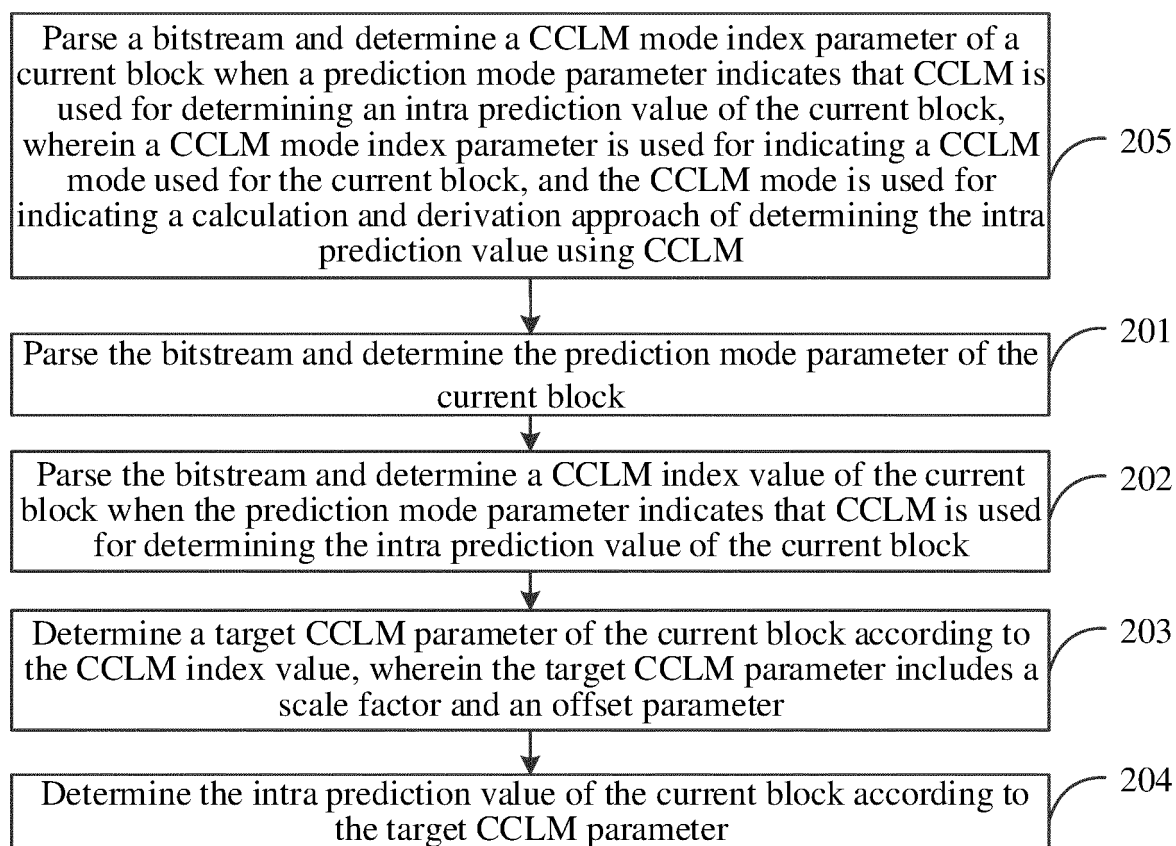 Parse a bitstream and determine a CCLM mode index parameter of a
current block when a prediction mode parameter indicates that CCLM is
used for determining an intra prediction value of the current block,
wherein a CCLM mode index parameter is used for indicating a CCLM
mode used for the current block, and the CCLM mode is used for
indicating a calculation and derivation approach of determining the intra
prediction value using CCLM
205
Parse the bitstream and determine the prediction mode parameter of the
current block
201
Parse the bitstream and determine a CCLM index value of the current
block when the prediction mode parameter indicates that CCLM is used
for determining the intra prediction value of the current block
202
Determine a target CCLM parameter of the current block according to
the CCLM index value, wherein the target CCLM parameter includes a
scale factor and an offset parameter
203
Determine the intra prediction value of the current block according to
the target CCLM parameter
204